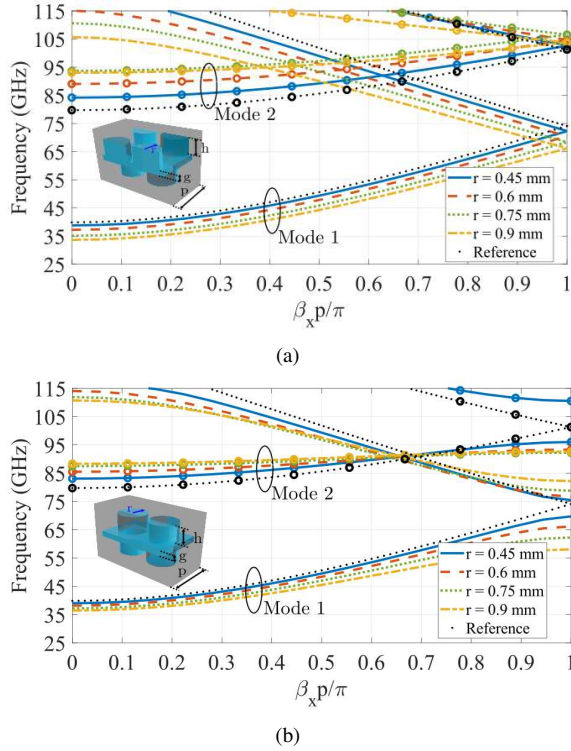 115
105
95
85
75
65
55
45
35
25
Frequency (GHz)
Mode 2
Mode 1
r
h
g
p
r = 0.45 mm
r = 0.6 mm
r = 0.75 mm
r = 0.9 mm
Reference
0 0.1 0.2 0.3 0.4 0.5 0.6 0.7 0.8 0.9 1
βₓp/π
(a)
115
105
95
85
75
65
55
45
35
25
Frequency (GHz)
Mode 2
Mode 1
r
h
g
p
r = 0.45 mm
r = 0.6 mm
r = 0.75 mm
r = 0.9 mm
Reference
0 0.1 0.2 0.3 0.4 0.5 0.6 0.7 0.8 0.9 1
βₓp/π
(b)